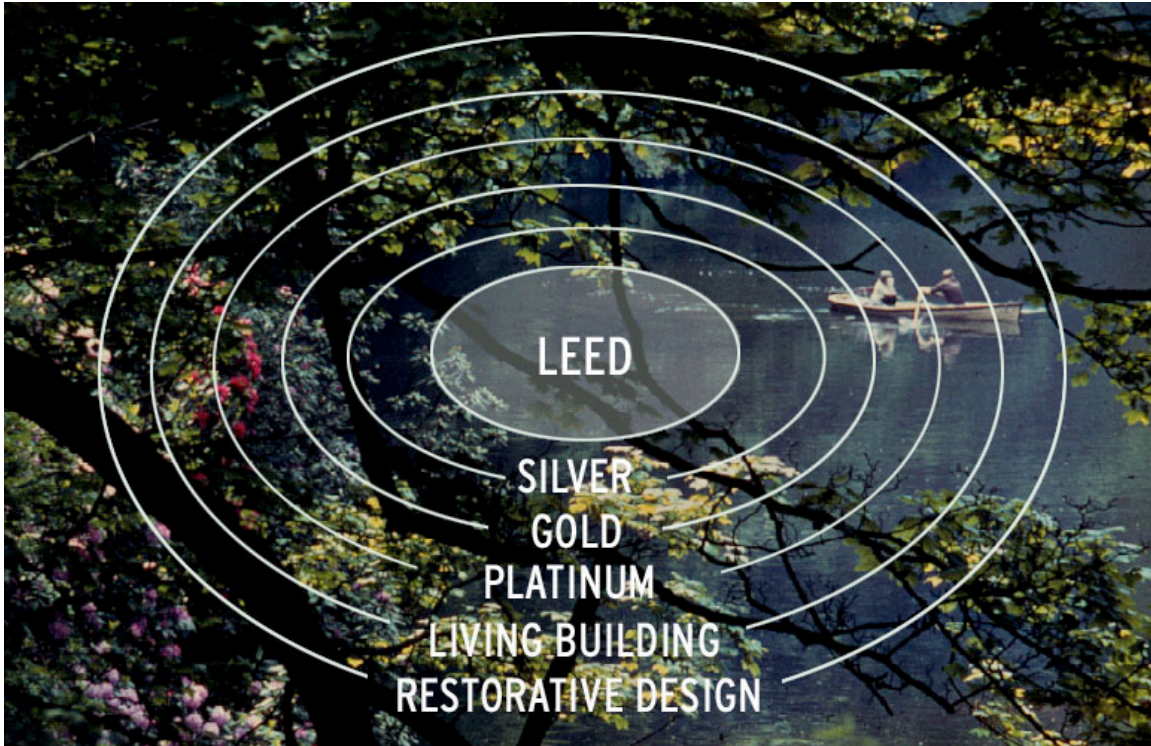 LEED
SILVER
GOLD
PLATINUM
LIVING BUILDING
RESTORATIVE DESIGN